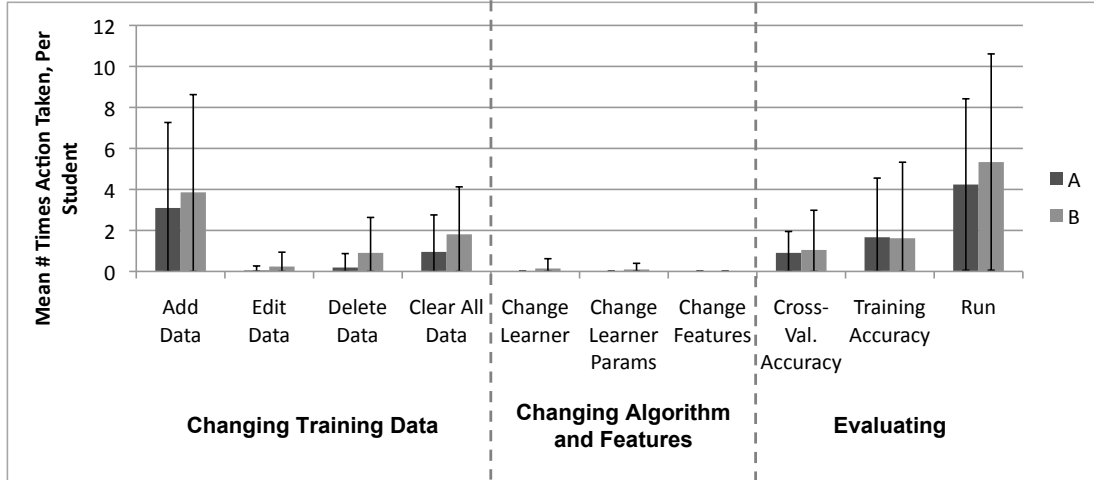 Mean # Times Action Taken, Per
Student
12
10
8
6
4
2
0
Add
Data
Edit
Data
Delete
Data
Clear All
Data
Change
Learner
Change
Learner
Params
Change
Features
Cross-
Val.
Accuracy
Training
Accuracy
Run
Changing Training Data
Changing Algorithm
and Features
Evaluating
A
B